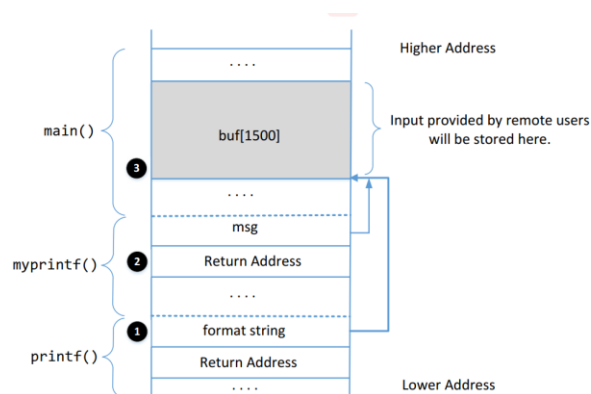 Higher Address
....
main()
buf[1500]
Input provided by remote users
will be stored here.
3
....
msg
myprintf()
2
Return Address
....
1
format string
printf()
Return Address
....
Lower Address